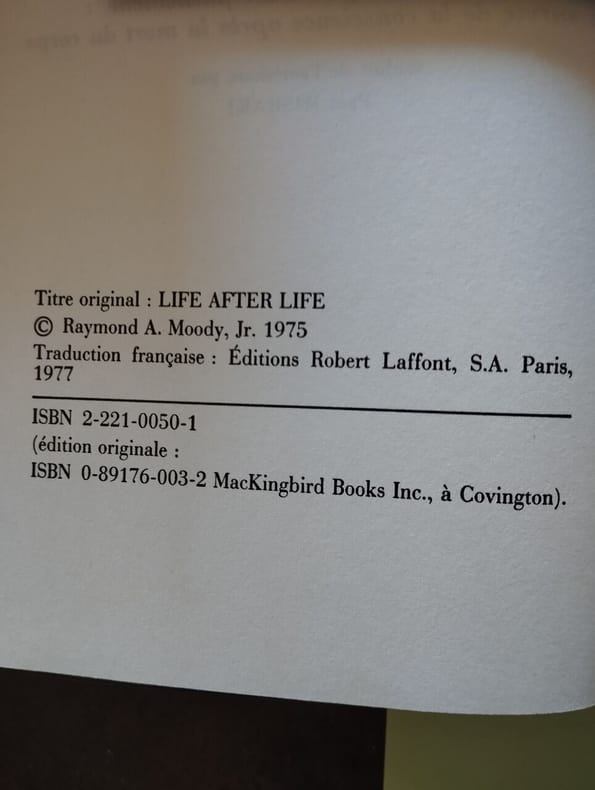 Titre original : LIFE AFTER LIFE
© Raymond A. Moody, Jr. 1975
Traduction française : Éditions Robert Laffont, S.A. Paris,
1977
ISBN 2-221-0050-1
(édition originale :
ISBN 0-89176-003-2 MacKingbird Books Inc., à Covington).